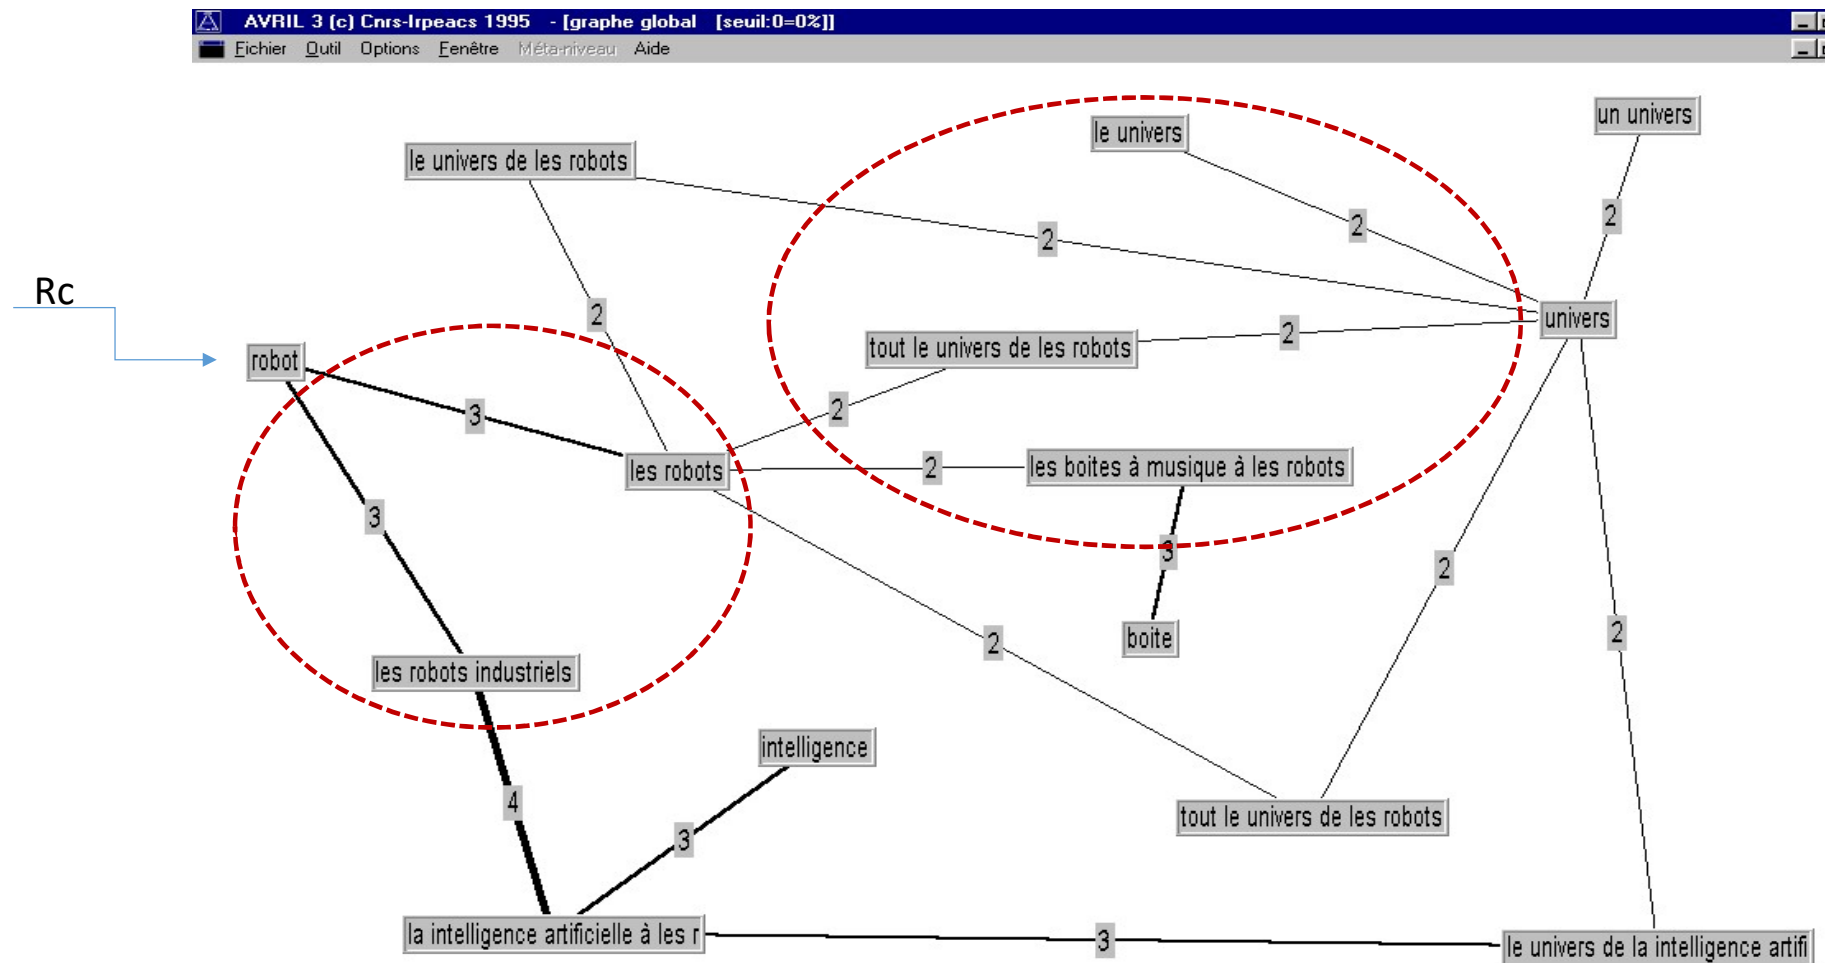 AVRIL 3 (c) Cnrs-Irpeacs 1995 - [graphe global [seuil:0=0%]]
Fichier Outil Options Fenêtre Méta-niveau Aide
un univers
le univers
le univers de les robots
2
2
2
Rc
univers
2
2
tout le univers de les robots
robot
2
3
les robots
2
les boites à musique à les robots
3
3
2
boite
2
2
les robots industriels
intelligence
4
tout le univers de les robots
3
la intelligence artificielle à les r
3
le univers de la intelligence artifi